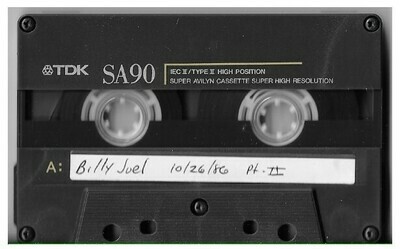 TDK SA90 IEC II/TYPE II HIGH POSITION
SUPER AVILYN CASSETTE SUPER HIGH RESOLUTION
A: Billy Joel 10/26/86 Pt. II